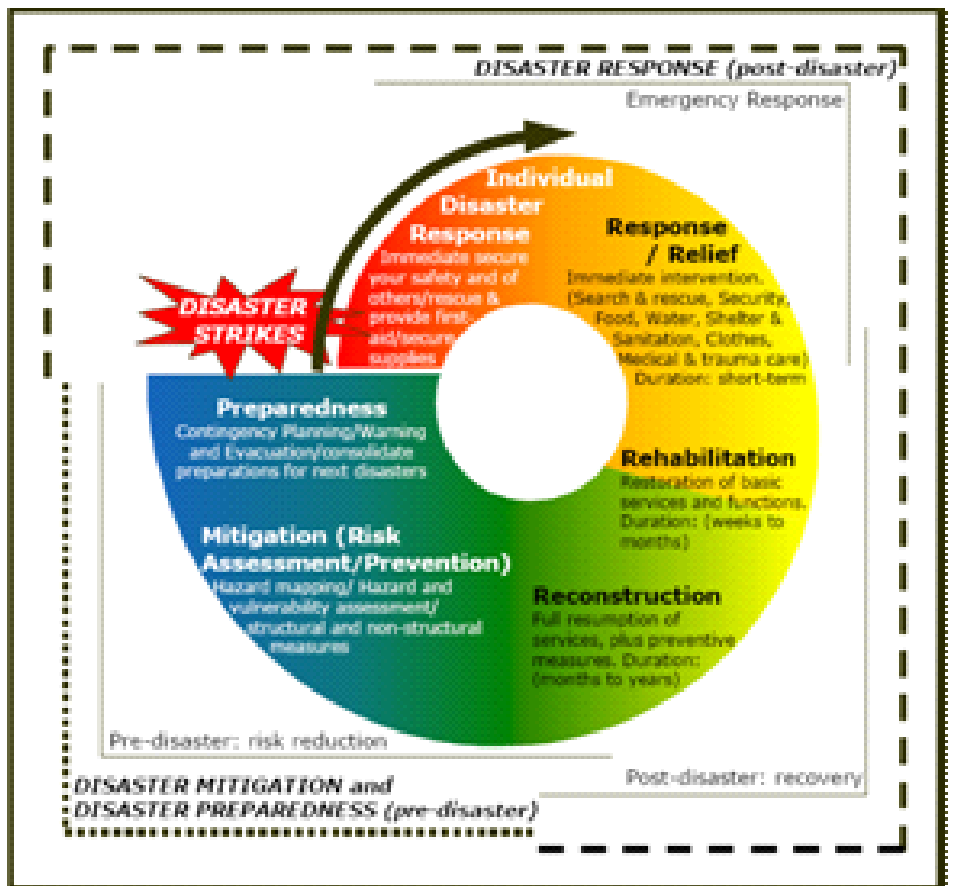 DISASTER RESPONSE (post-disaster)
Emergency Response
Individual
Disaster
Response
Immediate secure
your safety and of
others/rescue &
provide first-
aid/secure
supplies
Response
/ Relief
Immediate intervention.
(Search & rescue, Security,
Food, Water, Shelter &
Sanitation, Clothes,
Medical & trauma care)
Duration: short-term
DISASTER
STRIKES
Preparedness
Contingency Planning/Warning
and Evacuation/consolidate
preparations for next disasters
Rehabilitation
Restoration of basic
services and functions.
Duration: (weeks to
months)
Mitigation (Risk
Assessment/Prevention)
Hazard mapping/ Hazard and
vulnerability assessment/
structural and non-structural
measures
Reconstruction
Full resumption of
services, plus preventive
measures. Duration:
(months to years)
Pre-disaster: risk reduction
Post-disaster: recovery
DISASTER MITIGATION and
DISASTER PREPAREDNESS (pre-disaster)